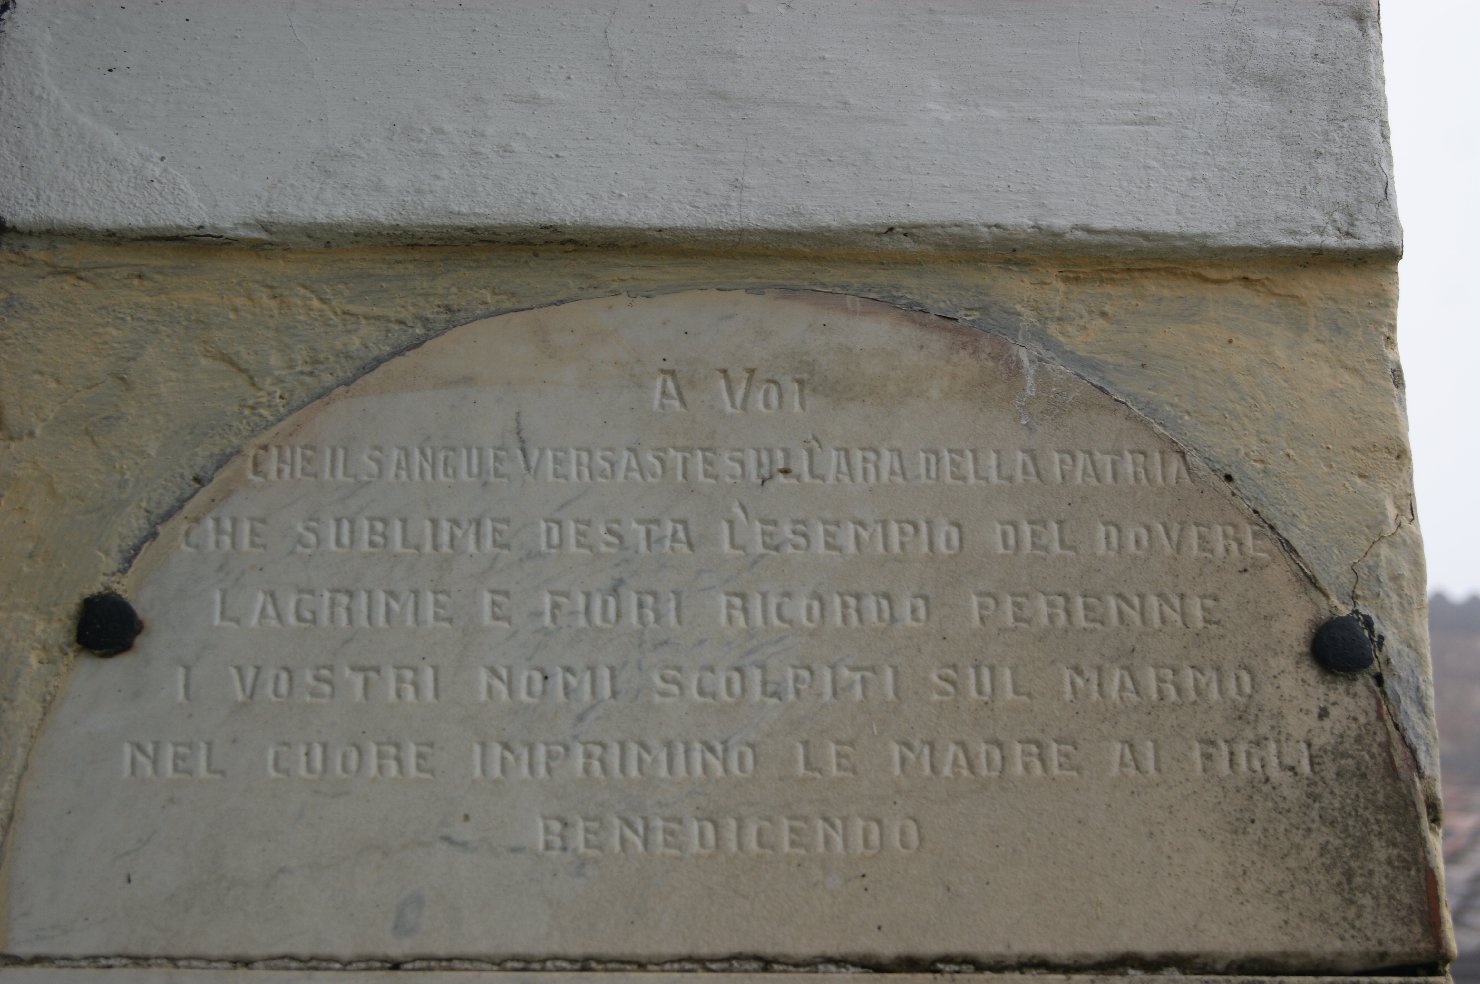 A VOI
CHE IL SANGUE VERSASTE SULL'ARA DELLA PATRIA
CHE SUBLIME DESTA L'ESEMPIO DEL DOVERE
LAGRIME E FIORI RICORDO PERENNE
I VOSTRI NOMI SCOLPITI SUL MARMO
NEL CUORE IMPRIMINO LE MADRE AI FIGLI
BENEDICENDO